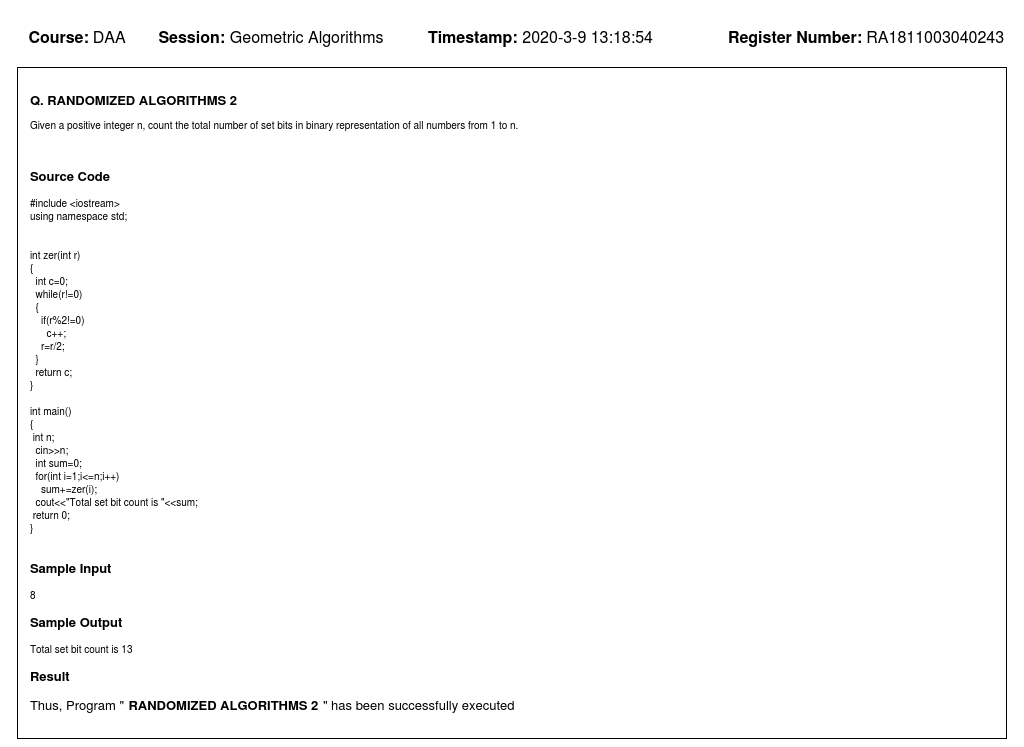 Course: DAA Session: Geometric Algorithms Timestamp: 2020-3-9 13:18:54 Register Number: RA1811003040243
Q. RANDOMIZED ALGORITHMS 2
Given a positive integer n, count the total number of set bits in binary representation of all numbers from 1 to n.
Source Code
#include <iostream>
using namespace std;
int zer(int r)
{
int c=0;
while(r!=0)
{
if(r%2!=0)
c++;
r=r/2;
}
return c;
}
int main()
{
int n;
cin>>n;
int sum=0;
for(int i=1;i<=n;i++)
sum+=zer(i);
cout<<"Total set bit count is "<<sum;
return 0;
}
Sample Input
8
Sample Output
Total set bit count is 13
Result
Thus, Program " RANDOMIZED ALGORITHMS 2 " has been successfully executed